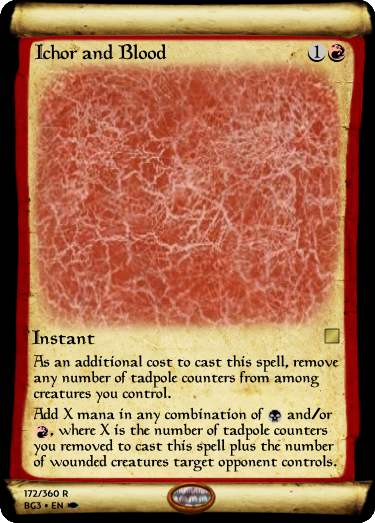 Ichor and Blood 1
Instant
As an additional cost to cast this spell, remove
any number of tadpole counters from among
creatures you control.
Add X mana in any combination of and/or
, where X is the number of tadpole counters
you removed to cast this spell plus the number
of wounded creatures target opponent controls.
172/360 R
BG3 • EN